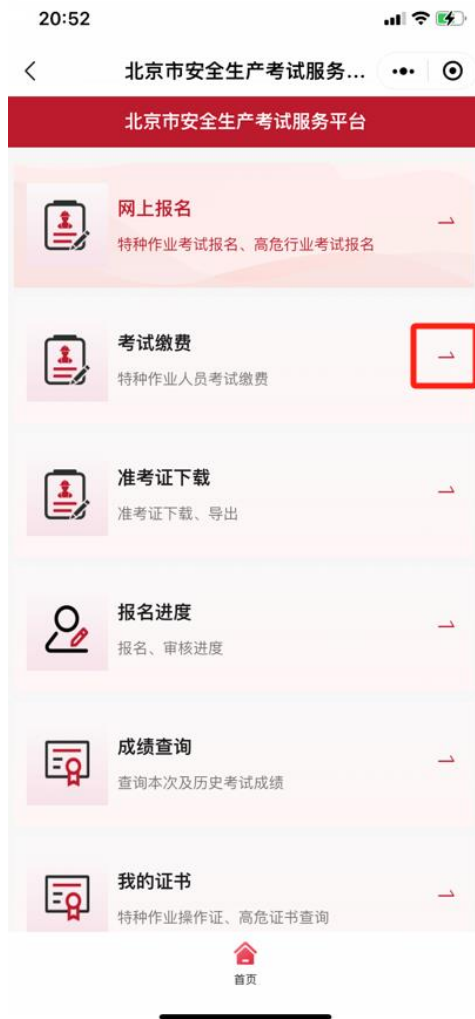 20:52
北京市安全生产考试服务...
北京市安全生产考试服务平台
网上报名
特种作业考试报名、高危行业考试报名
考试缴费
特种作业人员考试缴费
准考证下载
准考证下载、导出
报名进度
报名、审核进度
成绩查询
查询本次及历史考试成绩
我的证书
特种作业操作证、高危证书查询
首页